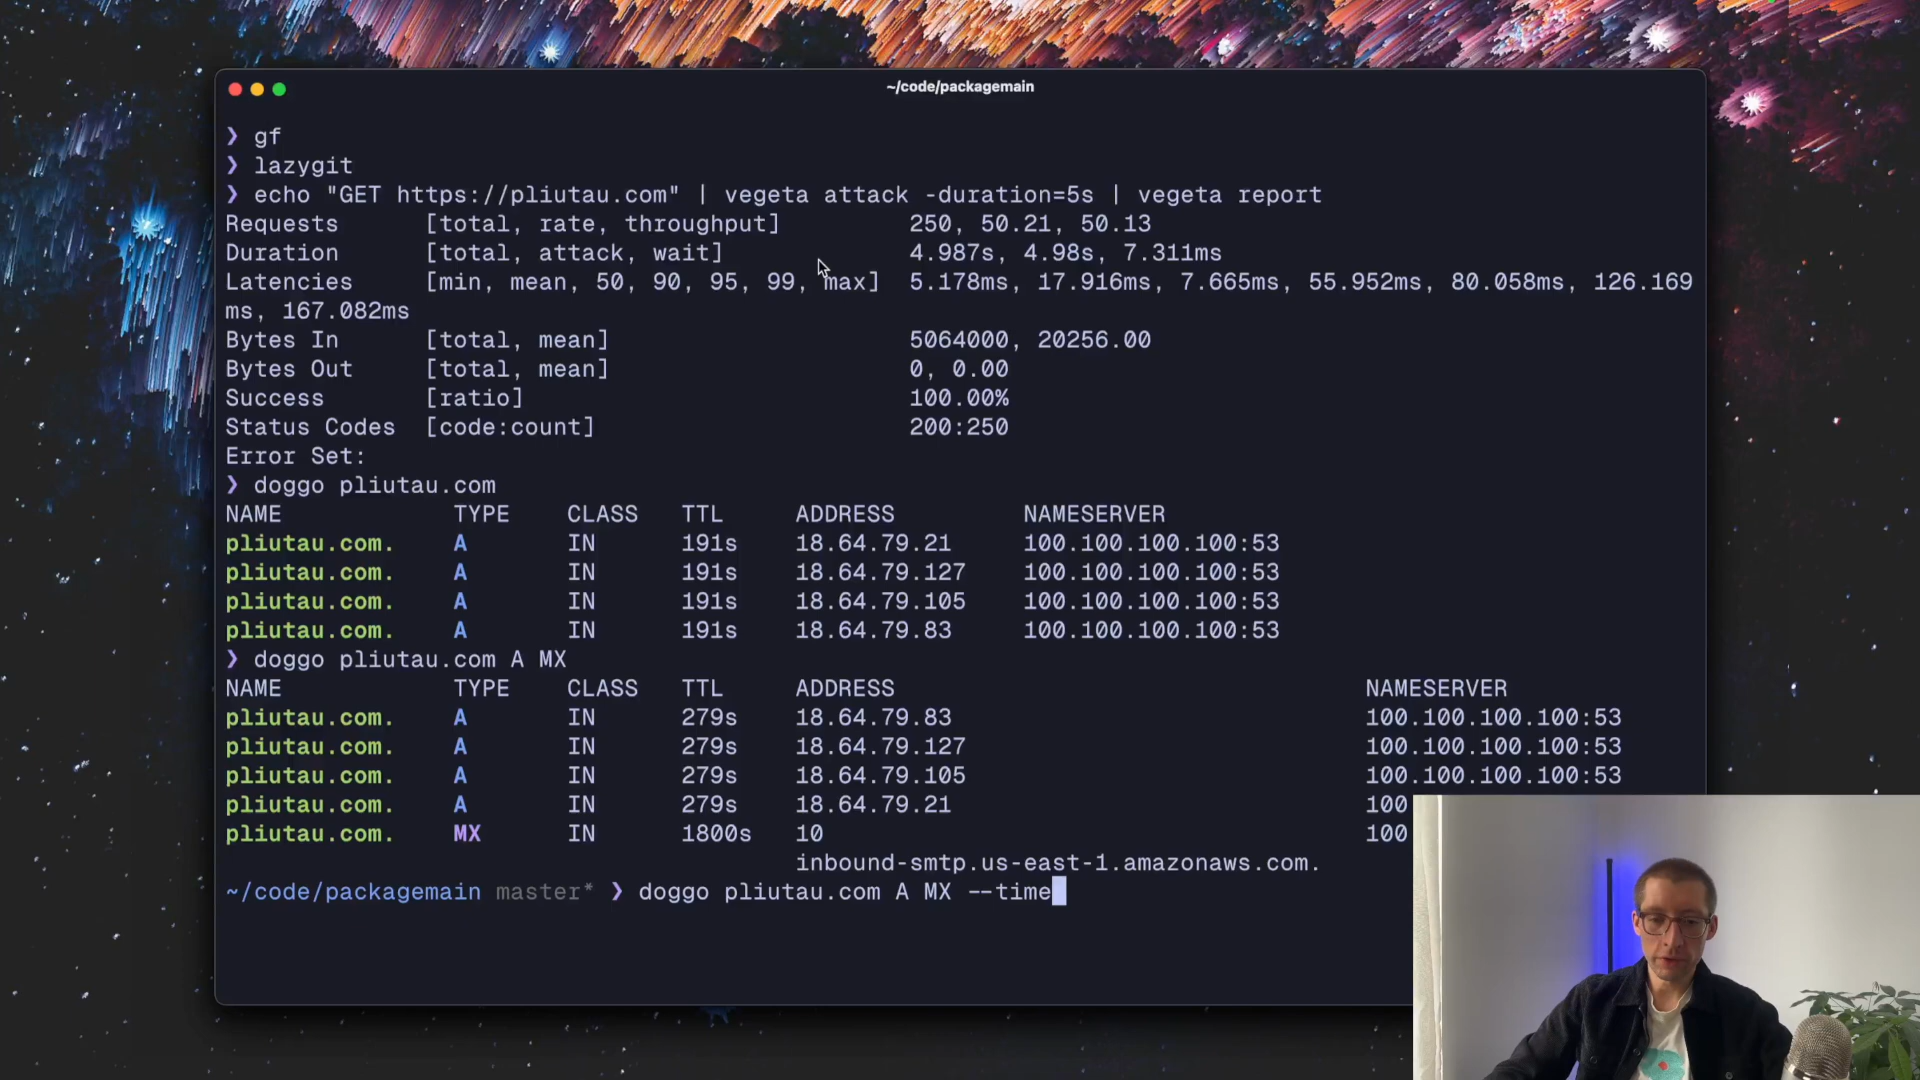 ~/code/packagemain
❯ gf
❯ lazygit
❯ echo "GET https://pliutau.com" | vegeta attack -duration=5s | vegeta report
Requests [total, rate, throughput] 250, 50.21, 50.13
Duration [total, attack, wait] 4.987s, 4.98s, 7.311ms
Latencies [min, mean, 50, 90, 95, 99, max] 5.178ms, 17.916ms, 7.665ms, 55.952ms, 80.058ms, 126.169
ms, 167.082ms
Bytes In [total, mean] 5064000, 20256.00
Bytes Out [total, mean] 0, 0.00
Success [ratio] 100.00%
Status Codes [code:count] 200:250
Error Set:
❯ doggo pliutau.com
NAME TYPE CLASS TTL ADDRESS NAMESERVER
pliutau.com. A IN 191s 18.64.79.21 100.100.100.100:53
pliutau.com. A IN 191s 18.64.79.127 100.100.100.100:53
pliutau.com. A IN 191s 18.64.79.105 100.100.100.100:53
pliutau.com. A IN 191s 18.64.79.83 100.100.100.100:53
❯ doggo pliutau.com A MX
NAME TYPE CLASS TTL ADDRESS NAMESERVER
pliutau.com. A IN 279s 18.64.79.83 100.100.100.100:53
pliutau.com. A IN 279s 18.64.79.127 100.100.100.100:53
pliutau.com. A IN 279s 18.64.79.105 100.100.100.100:53
pliutau.com. A IN 279s 18.64.79.21 100
pliutau.com. MX IN 1800s 10 100
inbound-smtp.us-east-1.amazonaws.com.
~/code/packagemain master* ❯ doggo pliutau.com A MX --time